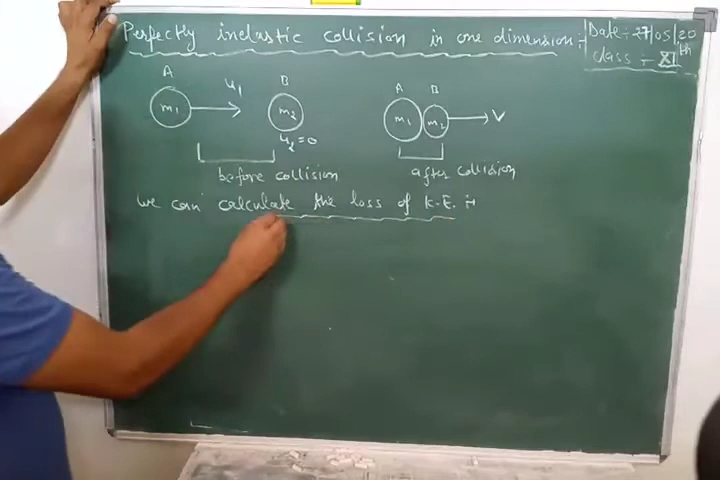 Perfectly inelastic collision in one dimension :-
Date :- 27/05/20
class :- XIth
A
u₁
B
m₁
m₂
u₂=0
A B
m₁ m₂
V
before collision
after collision
we can calculate the loss of K.E. :-